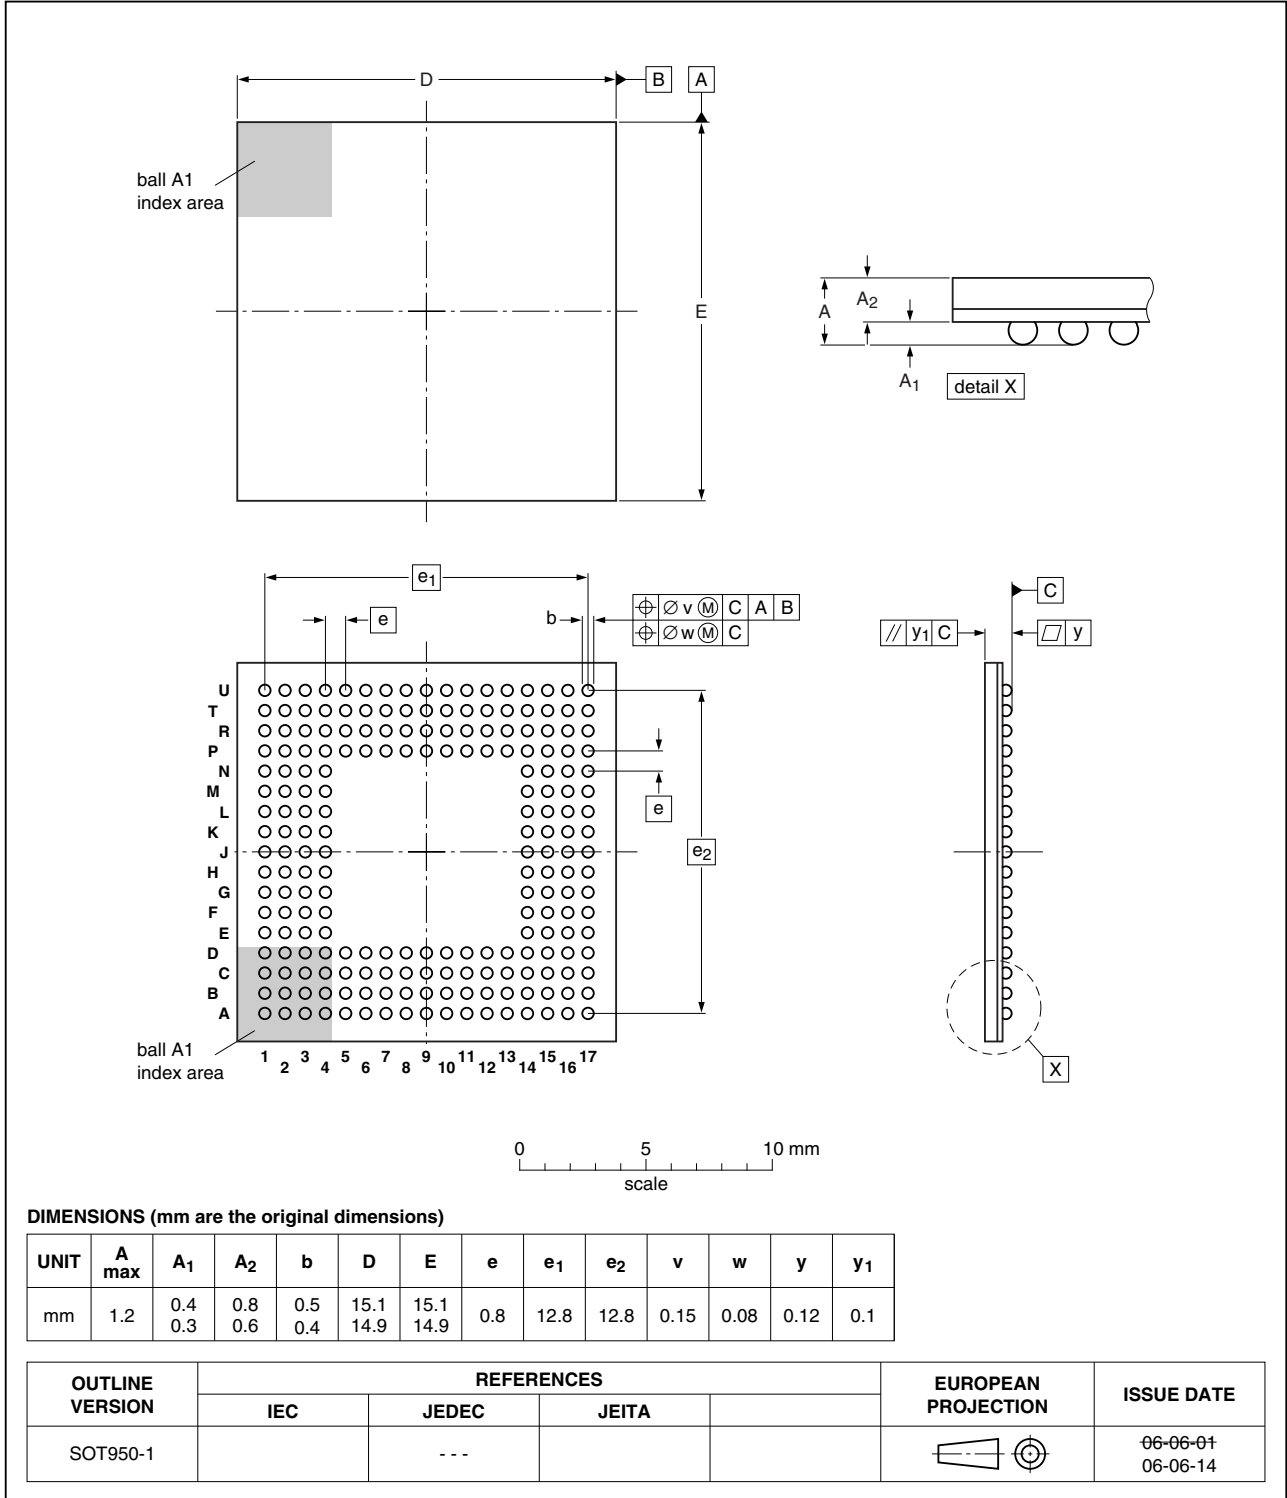 D B A
ball A1
index area
E
A A2
A1 detail X
e1
e b ⌀ v Ⓜ C A B
⌀ w Ⓜ C
C
// y1 C y
U
T
R
P
N
M
e
L
K
J e2
H
G
F
E
D
C
B
A
ball A1
index area
1 2 3 4 5 6 7 8 9 10 11 12 13 14 15 16 17
X
0 5 10 mm
scale
DIMENSIONS (mm are the original dimensions)
UNIT A max A1 A2 b D E e e1 e2 v w y y1
mm 1.2 0.4 0.3 0.8 0.6 0.5 0.4 15.1 14.9 15.1 14.9 0.8 12.8 12.8 0.15 0.08 0.12 0.1
OUTLINE VERSION REFERENCES EUROPEAN PROJECTION ISSUE DATE
IEC JEDEC JEITA
SOT950-1 - - - 06-06-01
06-06-14